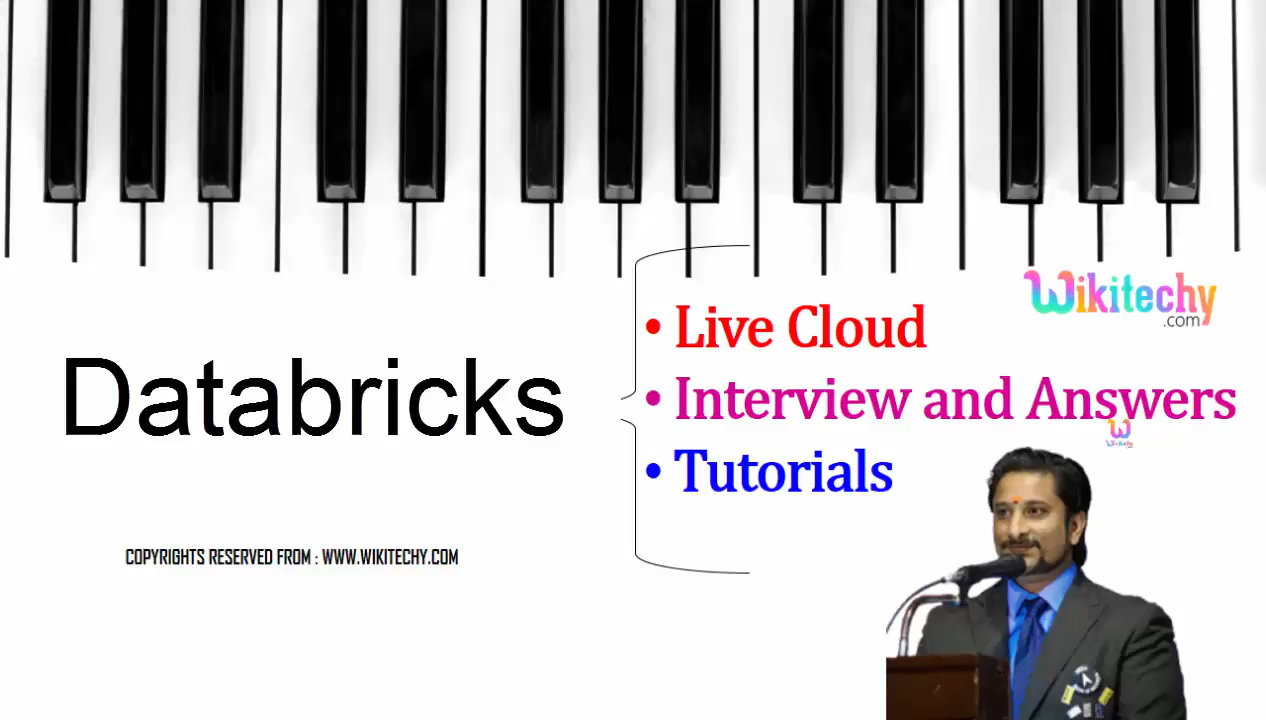 Wikitechy
.com
Databricks
• Live Cloud
• Interview and Answers
• Tutorials
COPYRIGHTS RESERVED FROM : WWW.WIKITECHY.COM